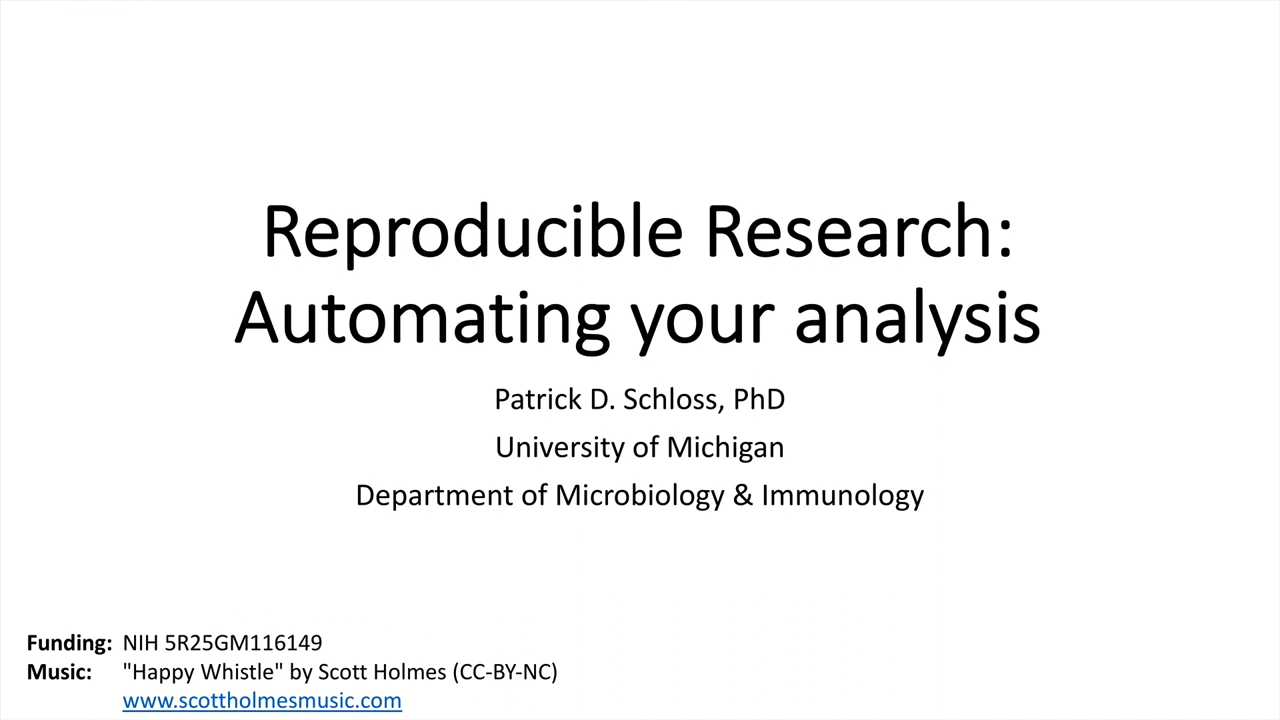 Reproducible Research:
Automating your analysis
Patrick D. Schloss, PhD
University of Michigan
Department of Microbiology & Immunology
Funding: NIH 5R25GM116149
Music: "Happy Whistle" by Scott Holmes (CC-BY-NC)
www.scottholmesmusic.com